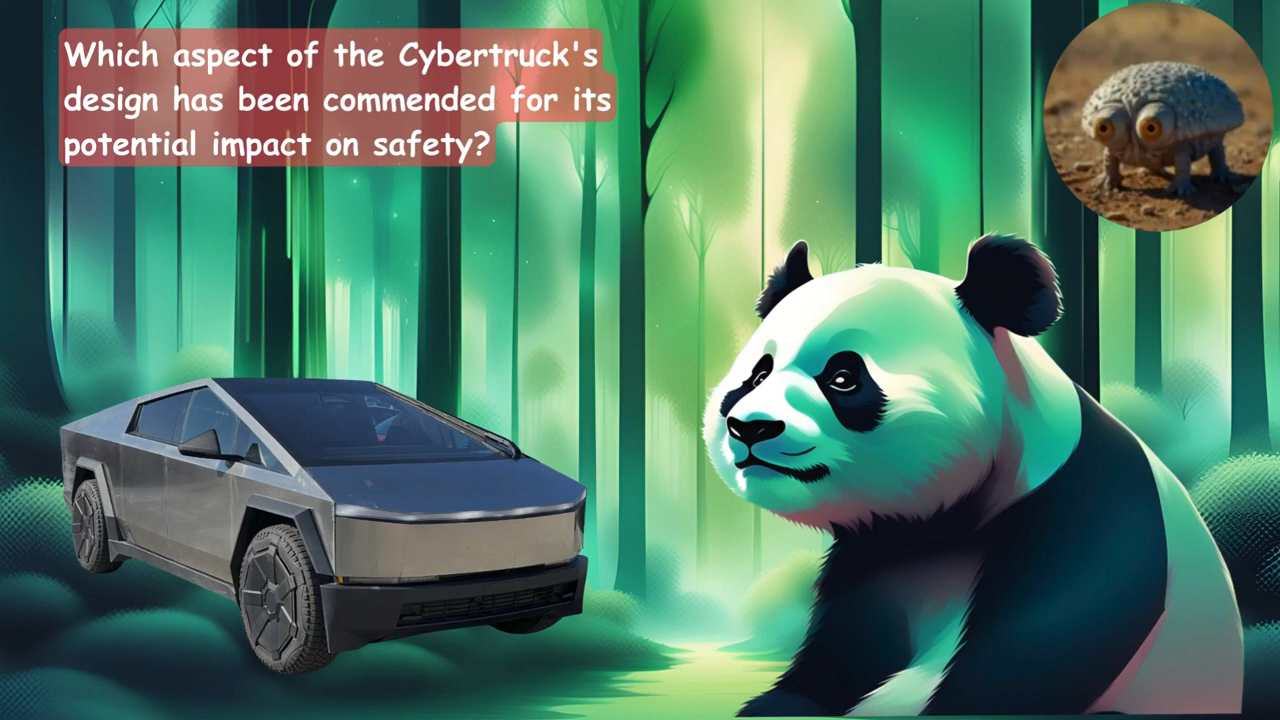 Which aspect of the Cybertruck's
design has been commended for its
potential impact on safety?